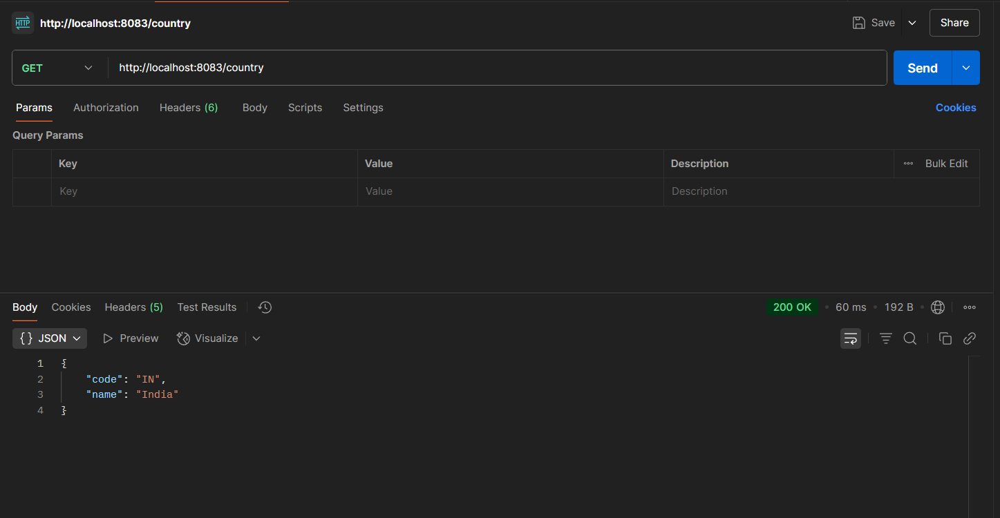 HTTP http://localhost:8083/country Save Share
GET http://localhost:8083/country Send
Params Authorization Headers (6) Body Scripts Settings Cookies
Query Params
Key Value Description Bulk Edit
Key Value Description
Body Cookies Headers (5) Test Results 200 OK • 60 ms • 192 B •
{} JSON Preview Visualize
1 {
2 "code": "IN",
3 "name": "India"
4 }